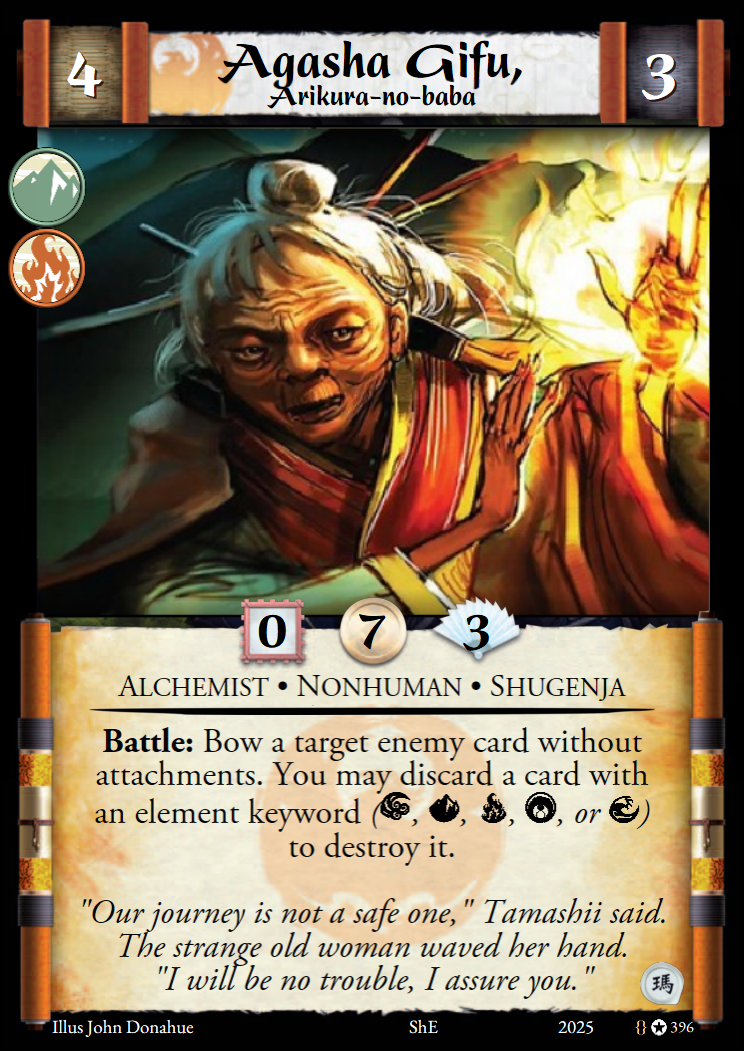 4
Agasha Gifu,
Arikura-no-baba
3
0 7 3
Alchemist • Nonhuman • Shugenja
Battle: Bow a target enemy card without
attachments. You may discard a card with
an element keyword ( , , , , or )
to destroy it.
"Our journey is not a safe one," Tamashii said.
The strange old woman waved her hand.
"I will be no trouble, I assure you."
瑪
Illus John Donahue ShE 2025 {} 396